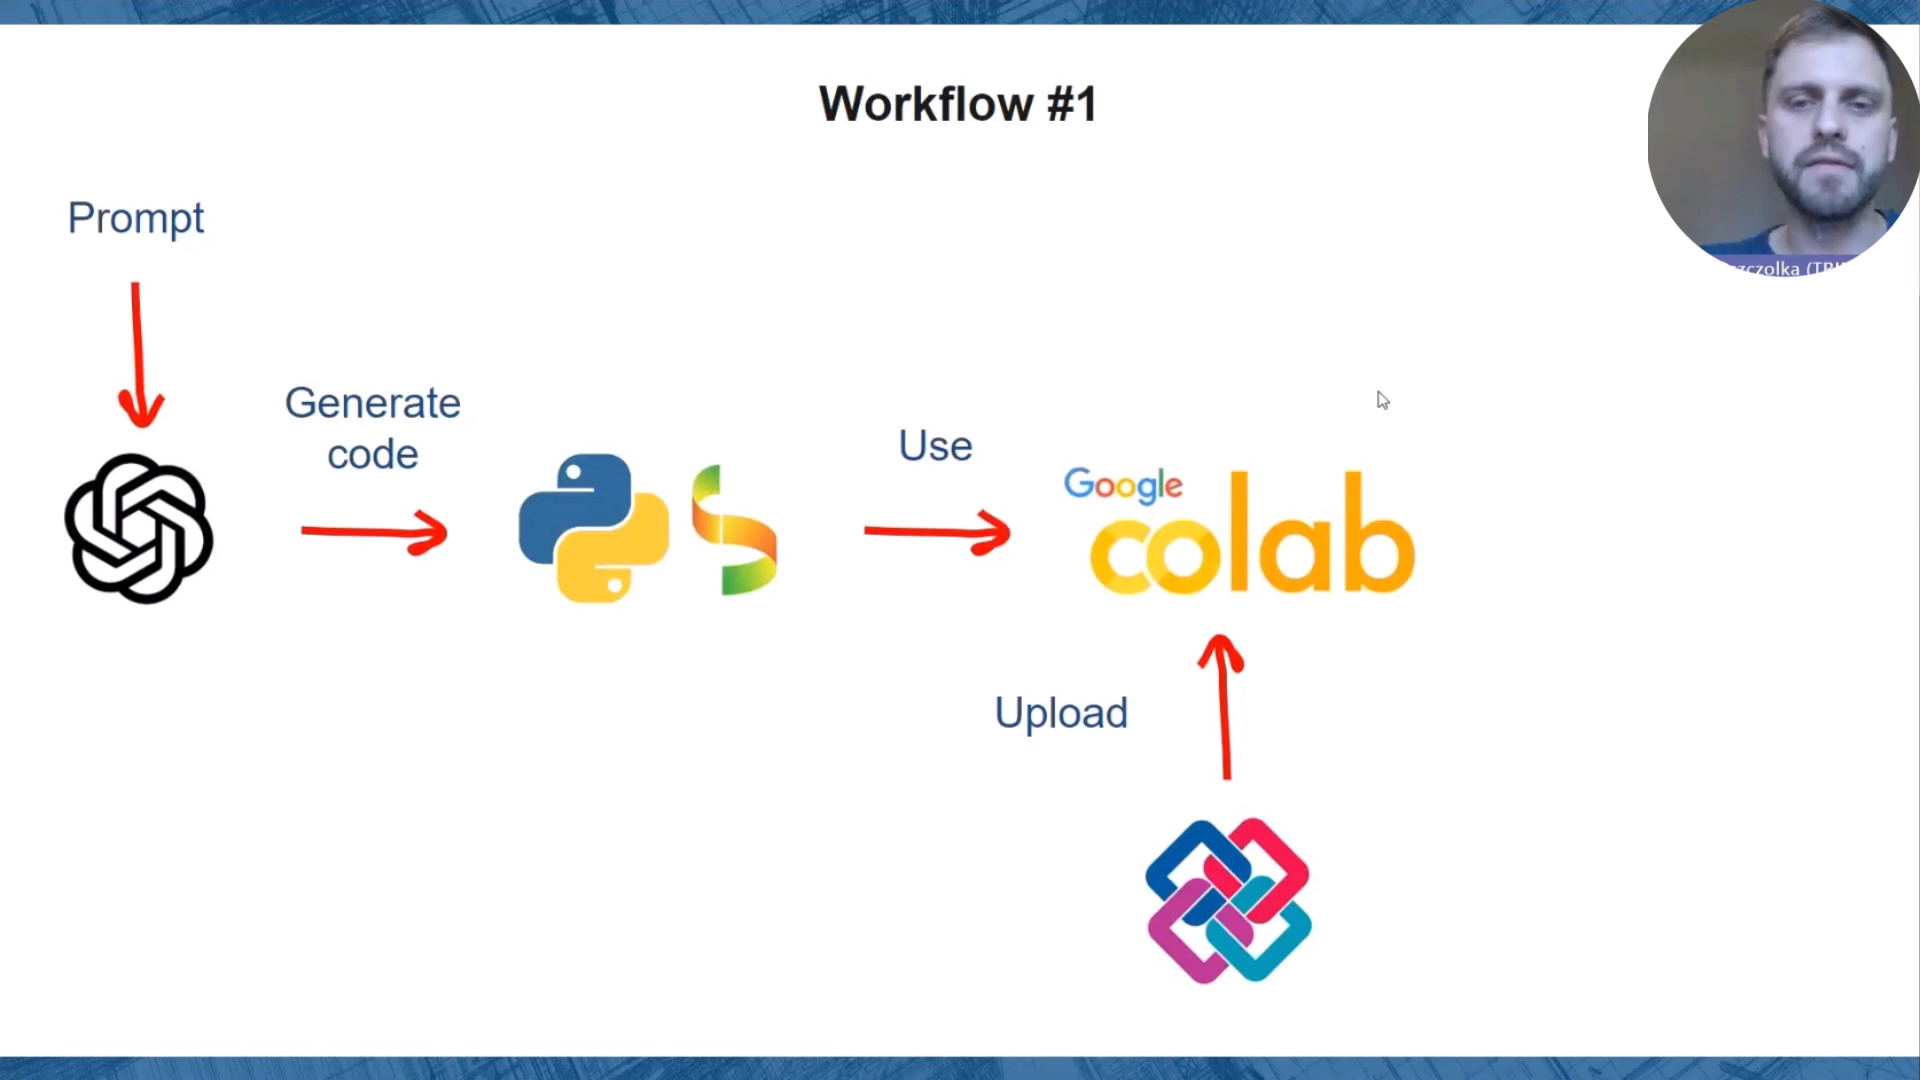 Workflow #1
Prompt
Generate
code
Use
Google
colab
Upload